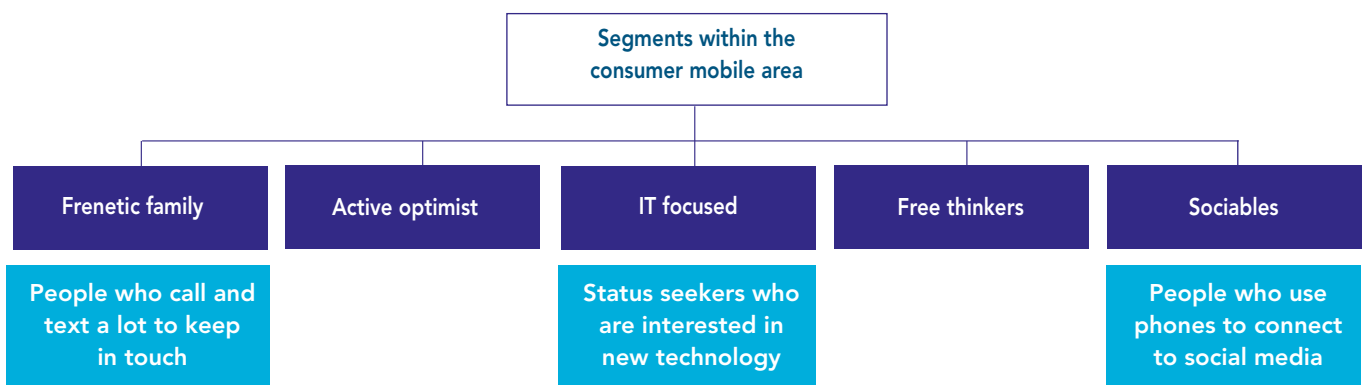 Segments within the
consumer mobile area
Frenetic family
Active optimist
IT focused
Free thinkers
Sociables
People who call and
text a lot to keep
in touch
Status seekers who
are interested in
new technology
People who use
phones to connect
to social media